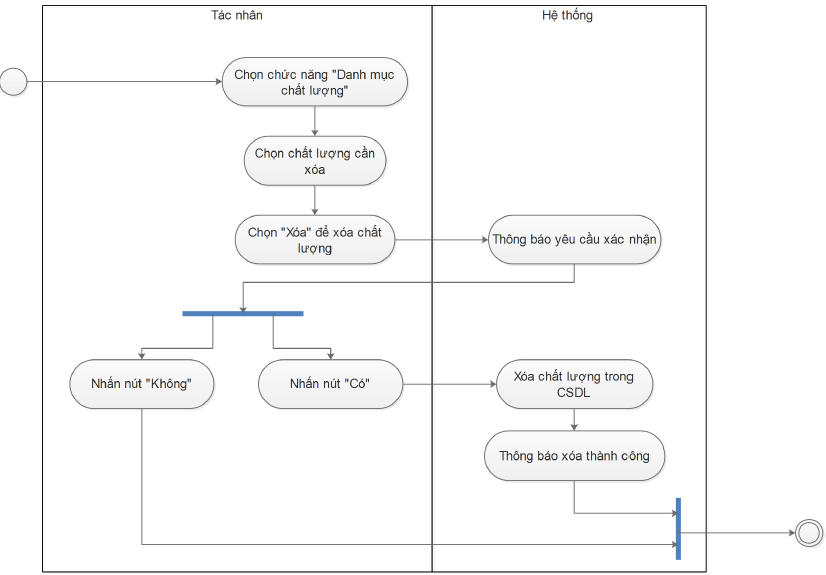 Tác nhân
Hệ thống
Chọn chức năng "Danh mục
chất lượng"
Chọn chất lượng cần
xóa
Chọn "Xóa" để xóa chất
lượng
Thông báo yêu cầu xác nhận
Nhấn nút "Không"
Nhấn nút "Có"
Xóa chất lượng trong
CSDL
Thông báo xóa thành công